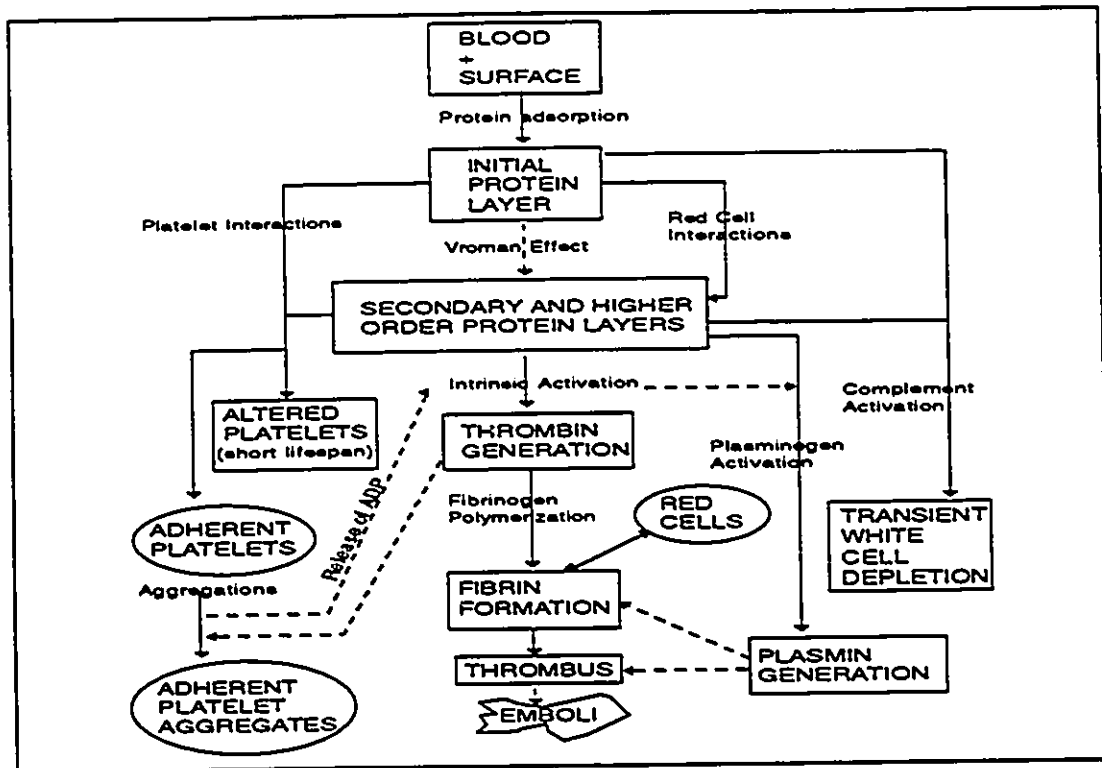 BLOOD
+
SURFACE
Protein adsorption
INITIAL
PROTEIN
LAYER
Platelet Interactions
Red Cell
Interactions
Vroman Effect
SECONDARY AND HIGHER
ORDER PROTEIN LAYERS
Intrinsic Activation
Complement
Activation
ALTERED
PLATELETS
(short lifespan)
THROMBIN
GENERATION
Plasminogen
Activation
Release of ADP
Fibrinogen
Polymerization
RED
CELLS
ADHERENT
PLATELETS
TRANSIENT
WHITE
CELL
DEPLETION
Aggregations
FIBRIN
FORMATION
THROMBUS
PLASMIN
GENERATION
ADHERENT
PLATELET
AGGREGATES
EMBOLI